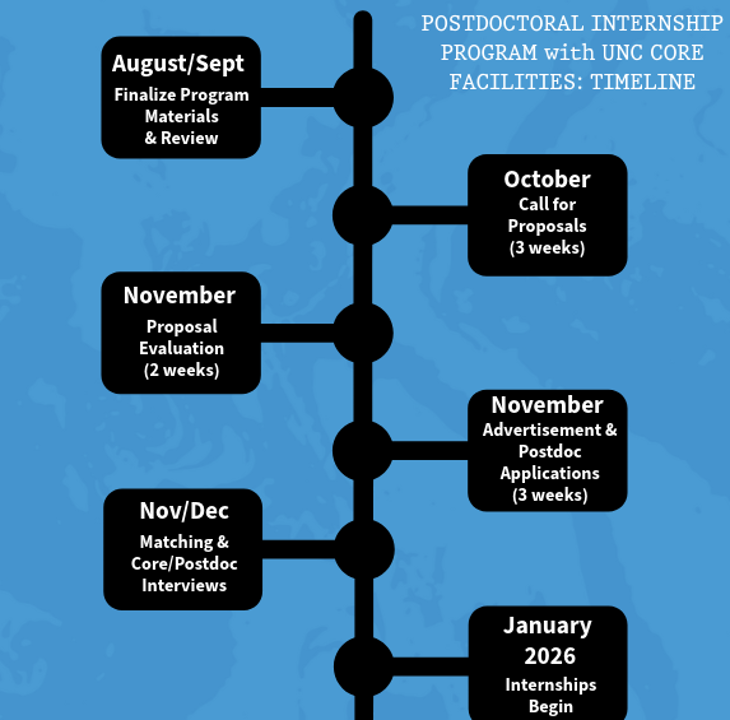 POSTDOCTORAL INTERNSHIP
PROGRAM with UNC CORE
FACILITIES: TIMELINE
August/Sept
Finalize Program
Materials
& Review
October
Call for
Proposals
(3 weeks)
November
Proposal
Evaluation
(2 weeks)
November
Advertisement &
Postdoc
Applications
(3 weeks)
Nov/Dec
Matching &
Core/Postdoc
Interviews
January
2026
Internships
Begin